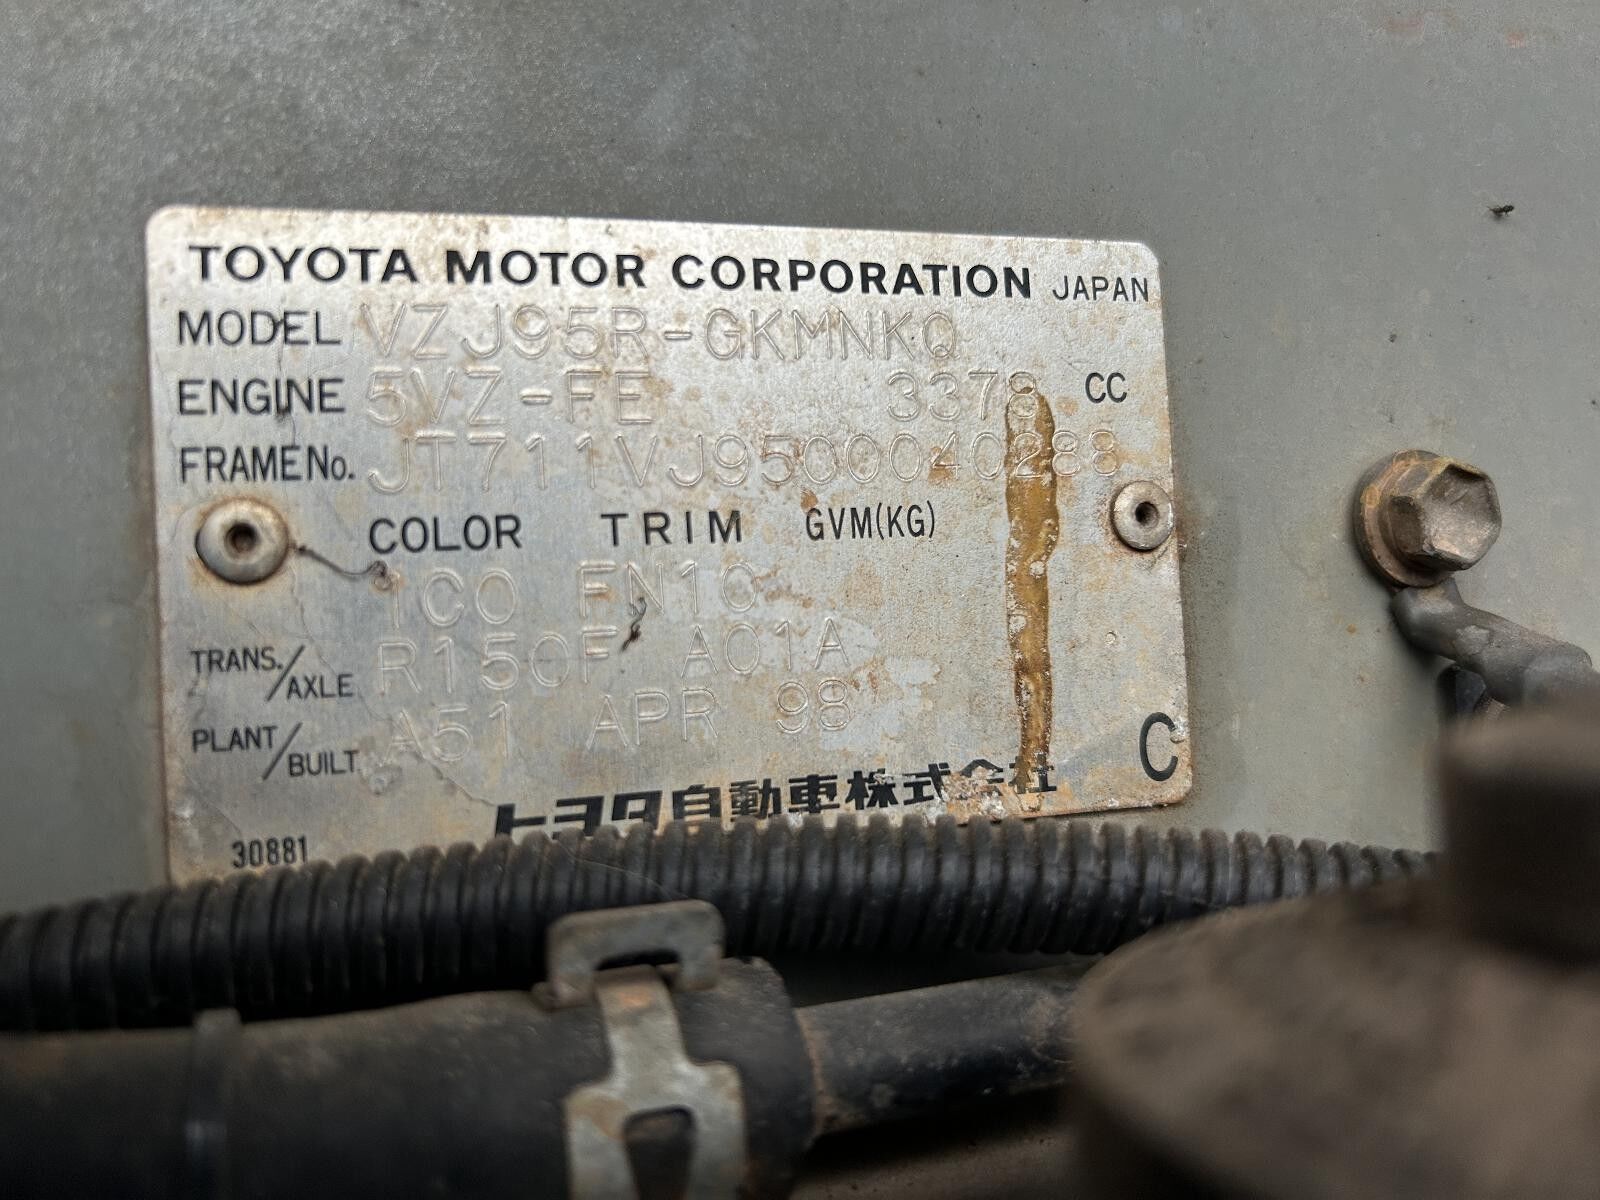 TOYOTA MOTOR CORPORATION JAPAN
MODEL VZJ95R-GKMNKQ
ENGINE 5VZ-FE 3378 CC
FRAME No. JT711VJ9500040288
COLOR TRIM GVM(KG)
1C0 FN10
TRANS./AXLE R150F A01A
PLANT/BUILT A51 APR 98
トヨタ自動車株式会社 C
30881